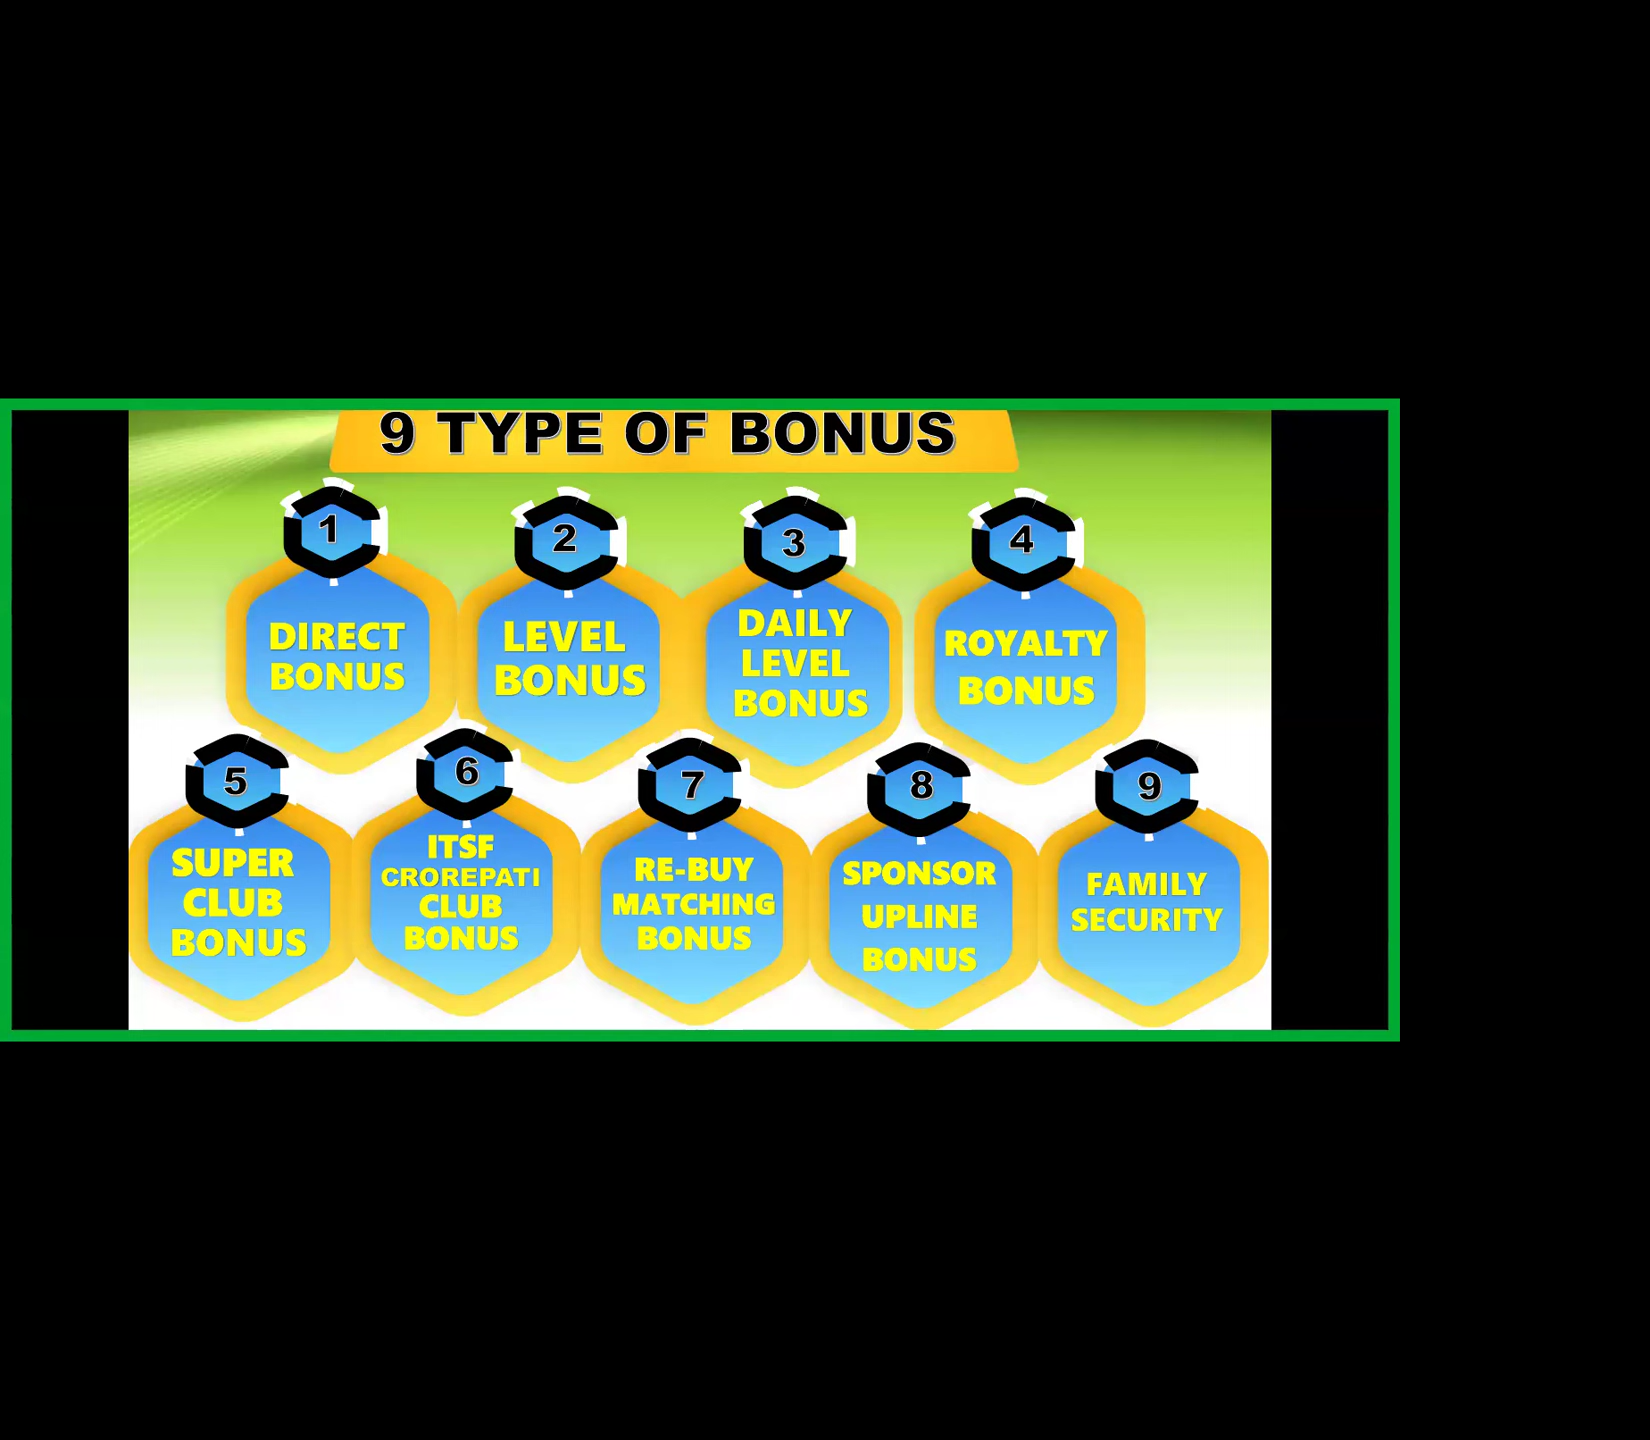 9 TYPE OF BONUS
1
DIRECT
BONUS
2
LEVEL
BONUS
3
DAILY
LEVEL
BONUS
4
ROYALTY
BONUS
5
SUPER
CLUB
BONUS
6
ITSF
CROREPATI
CLUB
BONUS
7
RE-BUY
MATCHING
BONUS
8
SPONSOR
UPLINE
BONUS
9
FAMILY
SECURITY